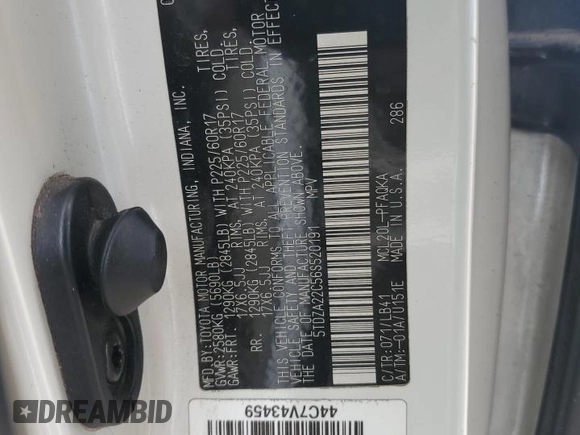 MFD.BY:TOYOTA MOTOR MANUFACTURING, INDIANA, INC.
GVWR:2580KG (5690LB)
GAWR:FRT. 1290KG (2845LB) WITH P225/60R17 TIRES,
17X6.5JJ RIMS, AT 240KPA (35PSI) COLD.
RR. 1290KG (2845LB) WITH P225/60R17 TIRES,
17X6.5JJ RIMS, AT 240KPA (35PSI) COLD.
THIS VEHICLE CONFORMS TO ALL APPLICABLE FEDERAL MOTOR
VEHICLE SAFETY AND THEFT PREVENTION STANDARDS IN EFFECT
ON THE DATE OF MANUFACTURE SHOWN ABOVE.
5TDZA22C56S520191 MPV
C/TR:071/LB41 MCL20L-PFAQKA
A/TM:-01A/U151E MADE IN U.S.A. 286
44C7V43459
AUTOBIDMASTER